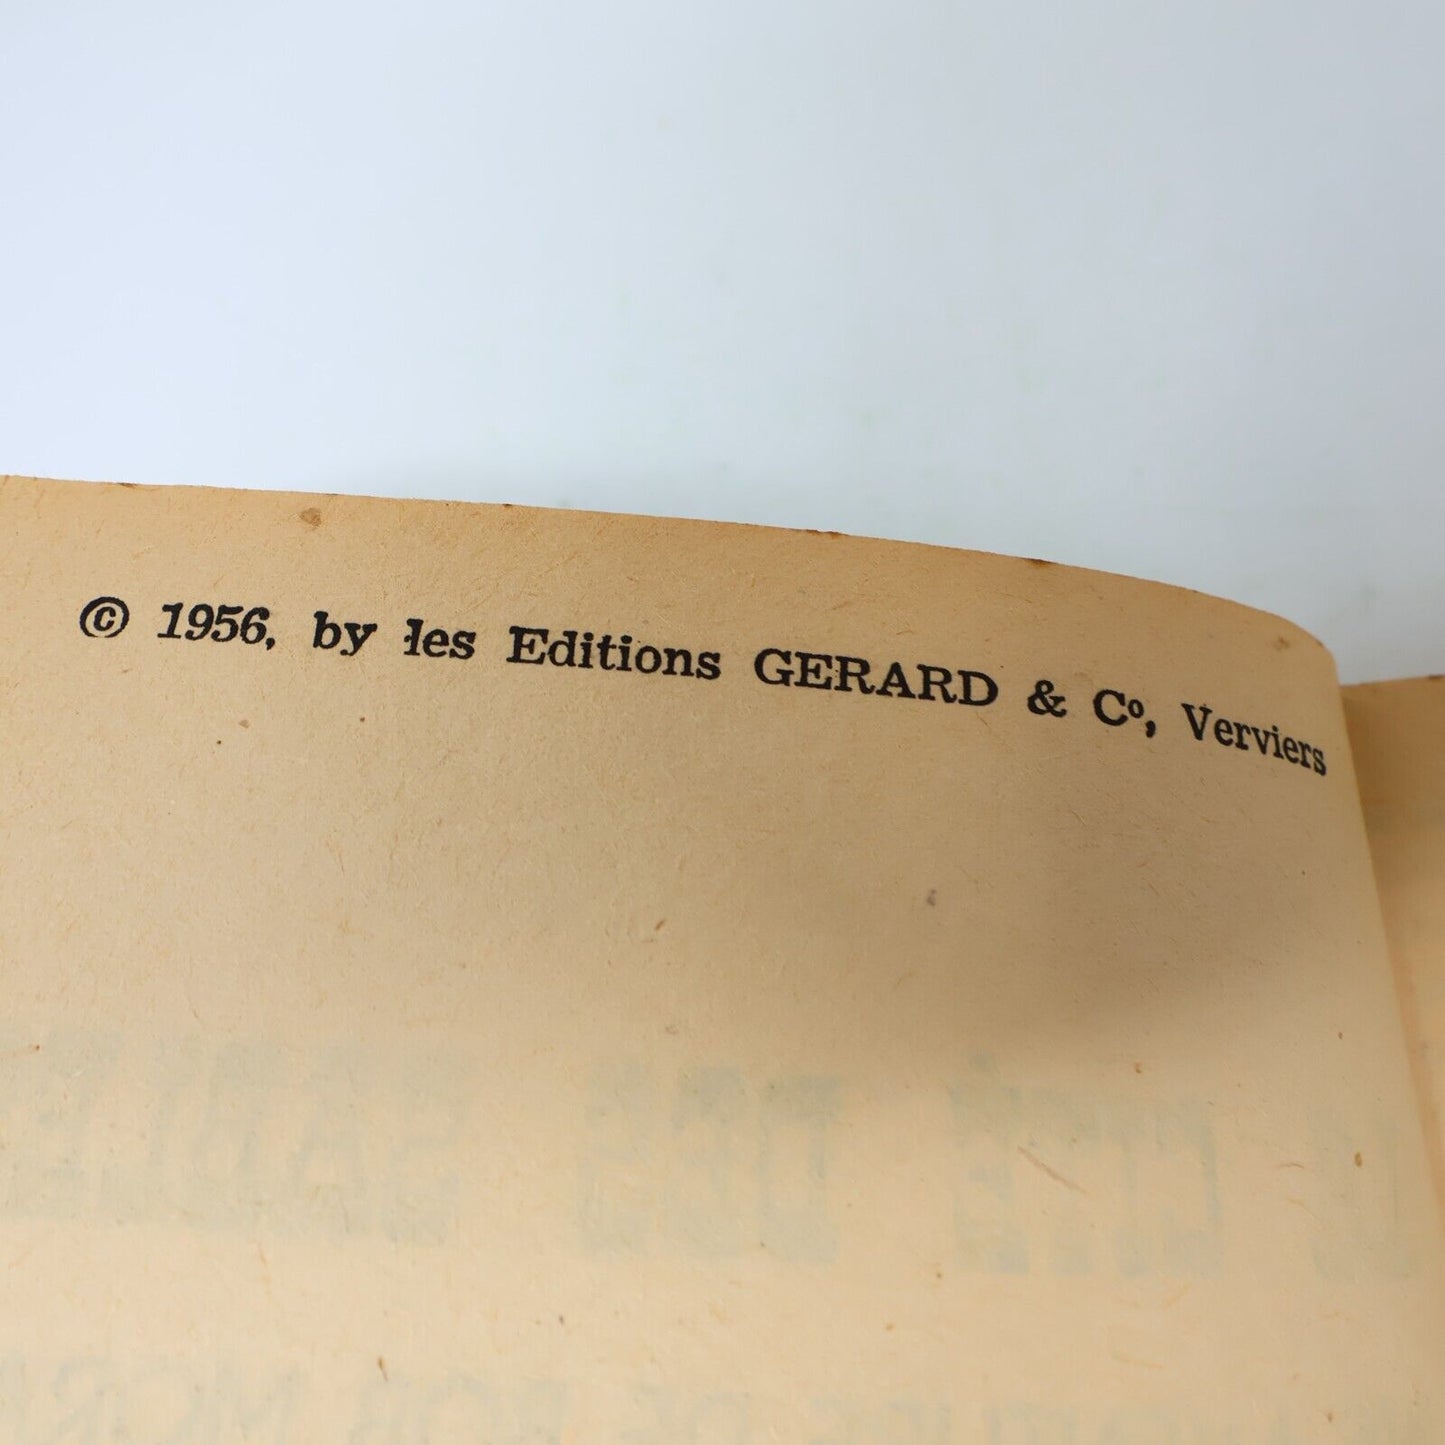 © 1956, by les Editions GERARD & Cº, Verviers